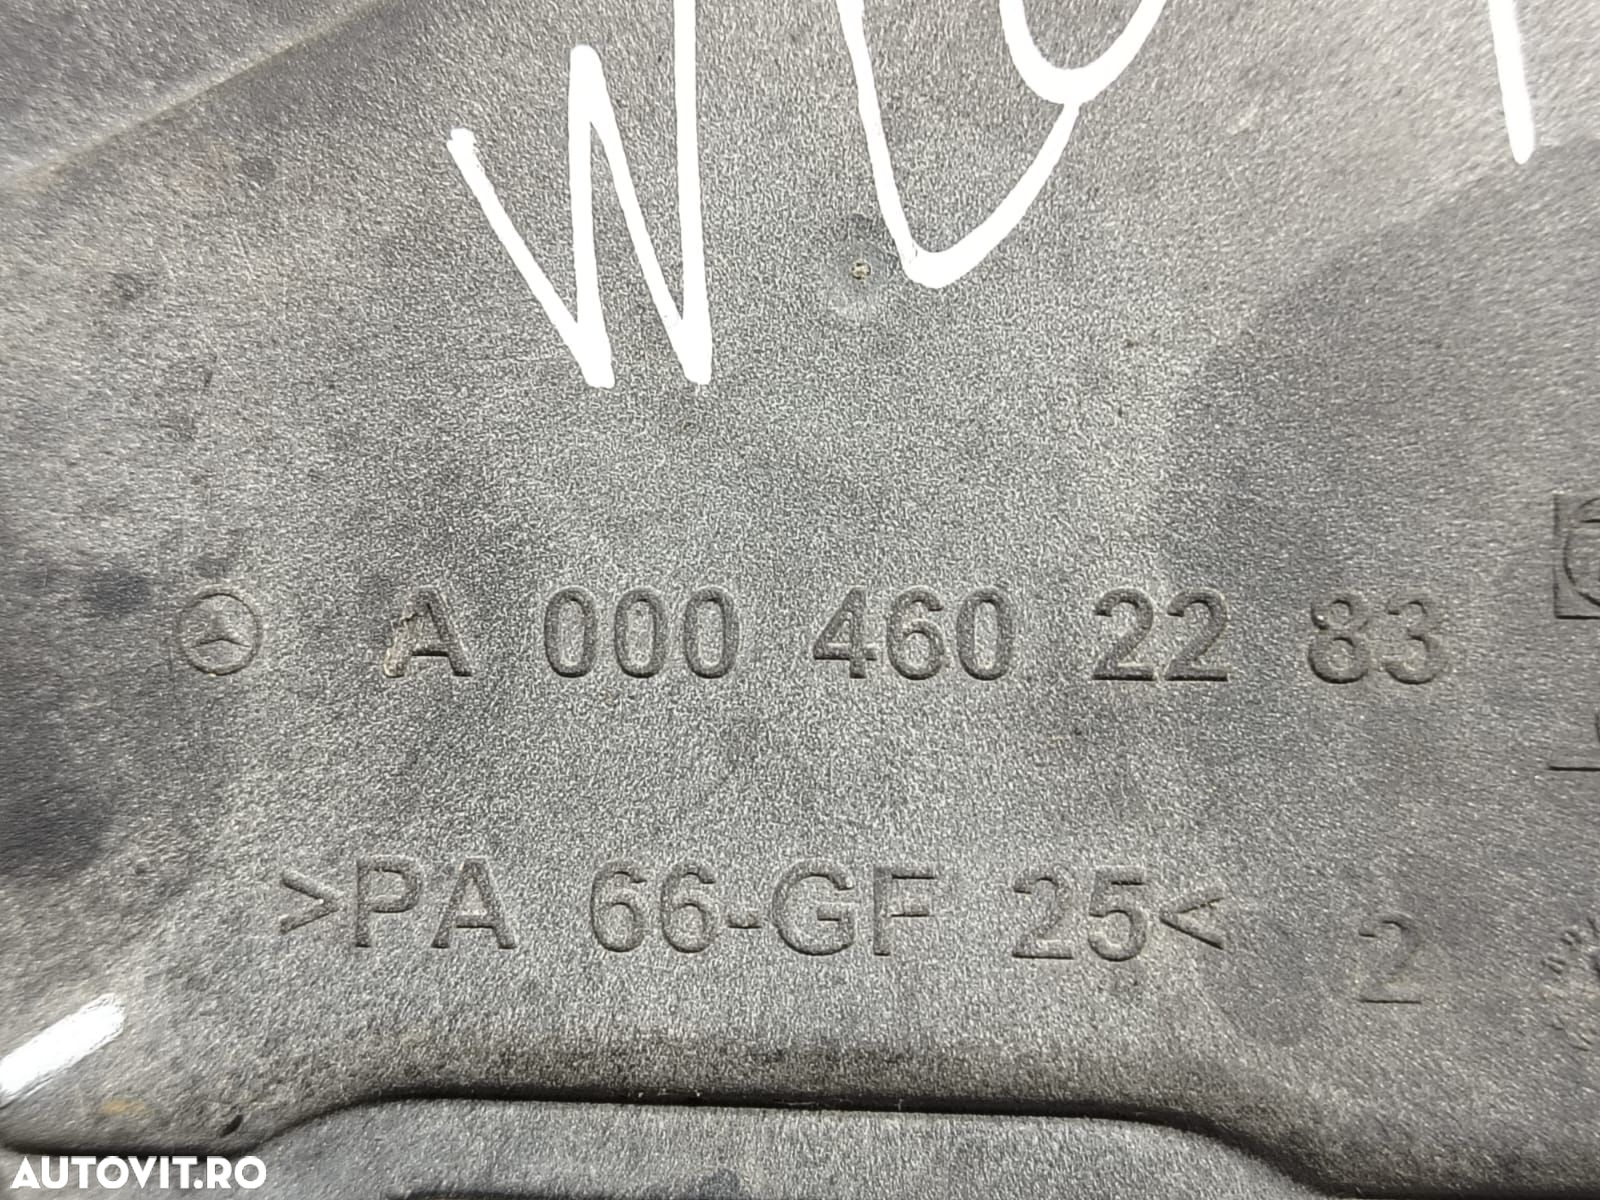 A 000 460 22 83
>PA 66-GF 25< 2
AUTOVIT.RO